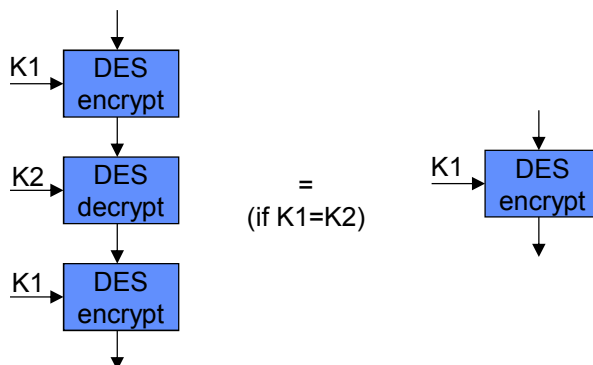 K1
DES
encrypt
K2
DES
decrypt
K1
DES
encrypt
=
(if K1=K2)
K1
DES
encrypt